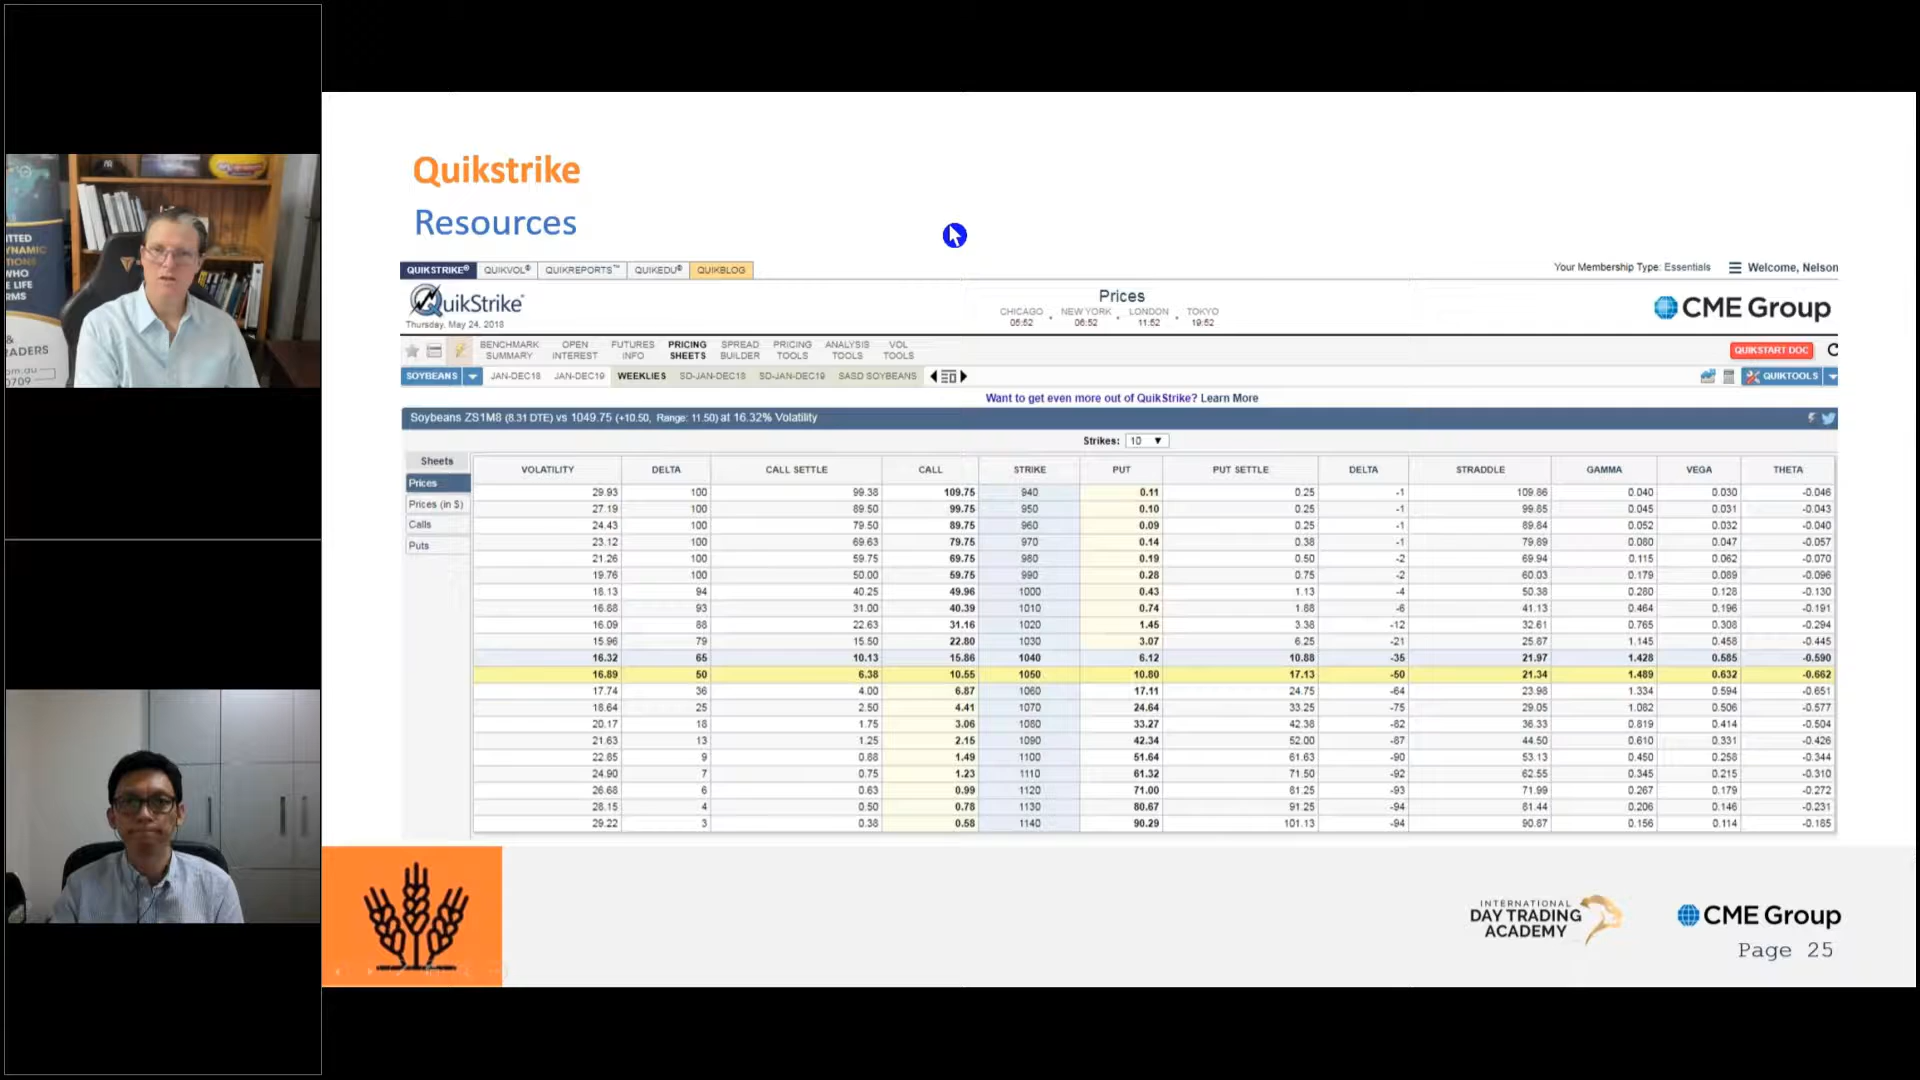 Quikstrike
Resources
QUIKSTRIKE® QUIKVOL® QUIKREPORTS™ QUIKEDU® QUIKBLOG
Your Membership Type: Essentials Welcome, Nelson
QuikStrike
Thursday, May 24, 2018
Prices
CHICAGO NEW YORK LONDON TOKYO
05:52 06:52 11:52 19:52
CME Group
BENCHMARK SUMMARY OPEN INTEREST FUTURES INFO PRICING SHEETS SPREAD BUILDER PRICING TOOLS ANALYSIS TOOLS VOL TOOLS
QUIKSTART DOC
SOYBEANS JAN-DEC18 JAN-DEC19 WEEKLIES SD-JAN-DEC18 SD-JAN-DEC19 SASD SOYBEANS
QUIKTOOLS
Want to get even more out of QuikStrike? Learn More
Soybeans ZS1M8 (8.31 DTE) vs 1049.75 (+10.50, Range: 11.50) at 16.32% Volatility
Strikes: 10
Sheets
Prices
Prices (in $)
Calls
Puts
VOLATILITY DELTA CALL SETTLE CALL STRIKE PUT PUT SETTLE DELTA STRADDLE GAMMA VEGA THETA
29.93 100 99.38 109.75 940 0.11 0.25 -1 109.86 0.040 0.030 -0.046
27.19 100 89.50 99.75 950 0.10 0.25 -1 99.85 0.045 0.031 -0.043
24.43 100 79.50 89.75 960 0.09 0.25 -1 89.84 0.052 0.032 -0.040
23.12 100 69.63 79.75 970 0.14 0.38 -1 79.89 0.080 0.047 -0.057
21.26 100 59.75 69.75 980 0.19 0.50 -2 69.94 0.115 0.062 -0.070
19.76 100 50.00 59.75 990 0.28 0.75 -2 60.03 0.179 0.089 -0.096
18.13 94 40.25 49.96 1000 0.43 1.13 -4 50.38 0.280 0.128 -0.130
16.88 93 31.00 40.39 1010 0.74 1.88 -6 41.13 0.464 0.196 -0.191
16.09 88 22.63 31.16 1020 1.45 3.38 -12 32.61 0.765 0.308 -0.294
15.96 79 15.50 22.80 1030 3.07 6.25 -21 25.87 1.145 0.458 -0.445
16.32 65 10.13 15.86 1040 6.12 10.88 -35 21.97 1.428 0.585 -0.590
16.89 50 6.38 10.55 1050 10.80 17.13 -50 21.34 1.489 0.632 -0.662
17.74 36 4.00 6.87 1060 17.11 24.75 -64 23.98 1.334 0.594 -0.651
18.64 25 2.50 4.41 1070 24.64 33.25 -75 29.05 1.082 0.506 -0.577
20.17 18 1.75 3.06 1080 33.27 42.38 -82 36.33 0.819 0.414 -0.504
21.63 13 1.25 2.15 1090 42.34 52.00 -87 44.50 0.610 0.331 -0.426
22.85 9 0.88 1.49 1100 51.64 61.63 -90 53.13 0.450 0.258 -0.344
24.90 7 0.75 1.23 1110 61.32 71.50 -92 62.55 0.345 0.215 -0.310
26.68 6 0.63 0.99 1120 71.00 81.25 -93 71.99 0.267 0.179 -0.272
28.15 4 0.50 0.78 1130 80.67 91.25 -94 81.44 0.206 0.146 -0.231
29.22 3 0.38 0.58 1140 90.29 101.13 -94 90.87 0.156 0.114 -0.185
INTERNATIONAL
DAY TRADING
ACADEMY
CME Group
Page 25